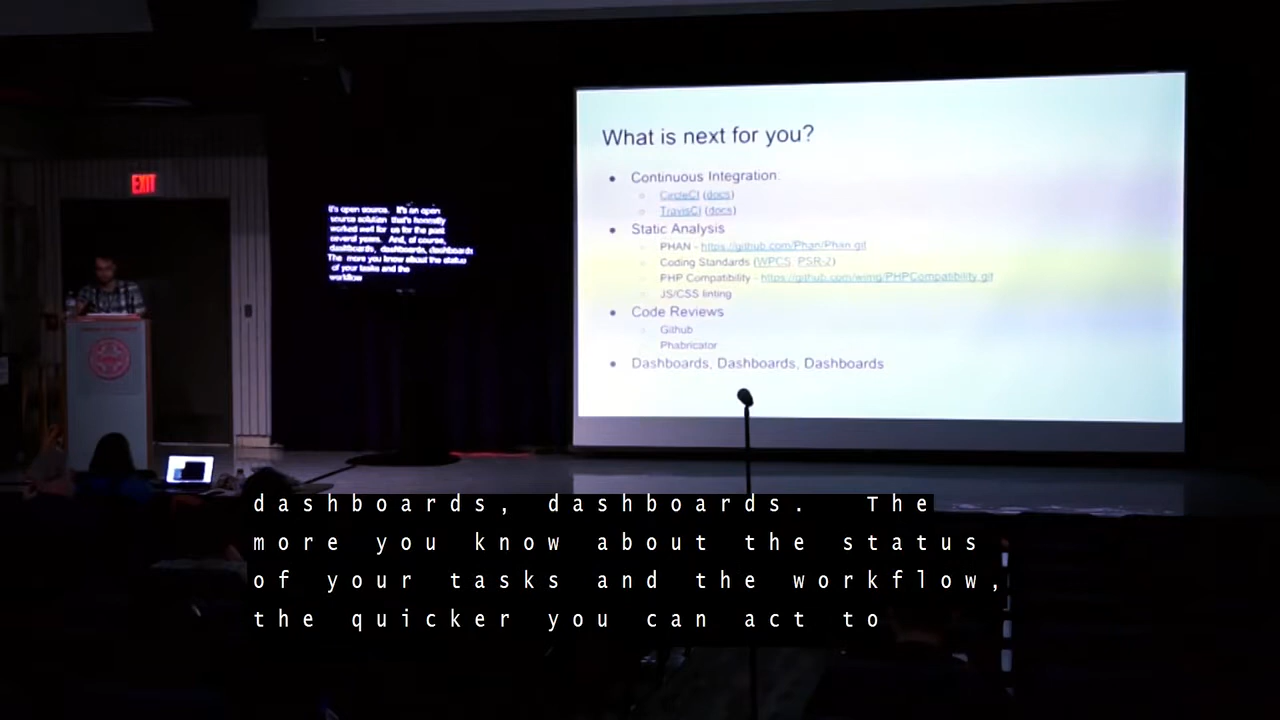 EXIT
It's open source. It's an open
source solution that's honestly
worked well for us for the past
several years. And, of course,
dashboards, dashboards, dashboards
The more you know about the status
of your tasks and the
workflow
What is next for you?
• Continuous Integration:
○ CircleCI (docs)
○ TravisCI (docs)
• Static Analysis
○ PHAN - https://github.com/Phan/Phan.git
○ Coding Standards (WPCS, PSR-2)
○ PHP Compatibility - https://github.com/wimg/PHPCompatibility.git
○ JS/CSS linting
• Code Reviews
○ Github
○ Phabricator
• Dashboards, Dashboards, Dashboards
dashboards, dashboards. The
more you know about the status
of your tasks and the workflow,
the quicker you can act to